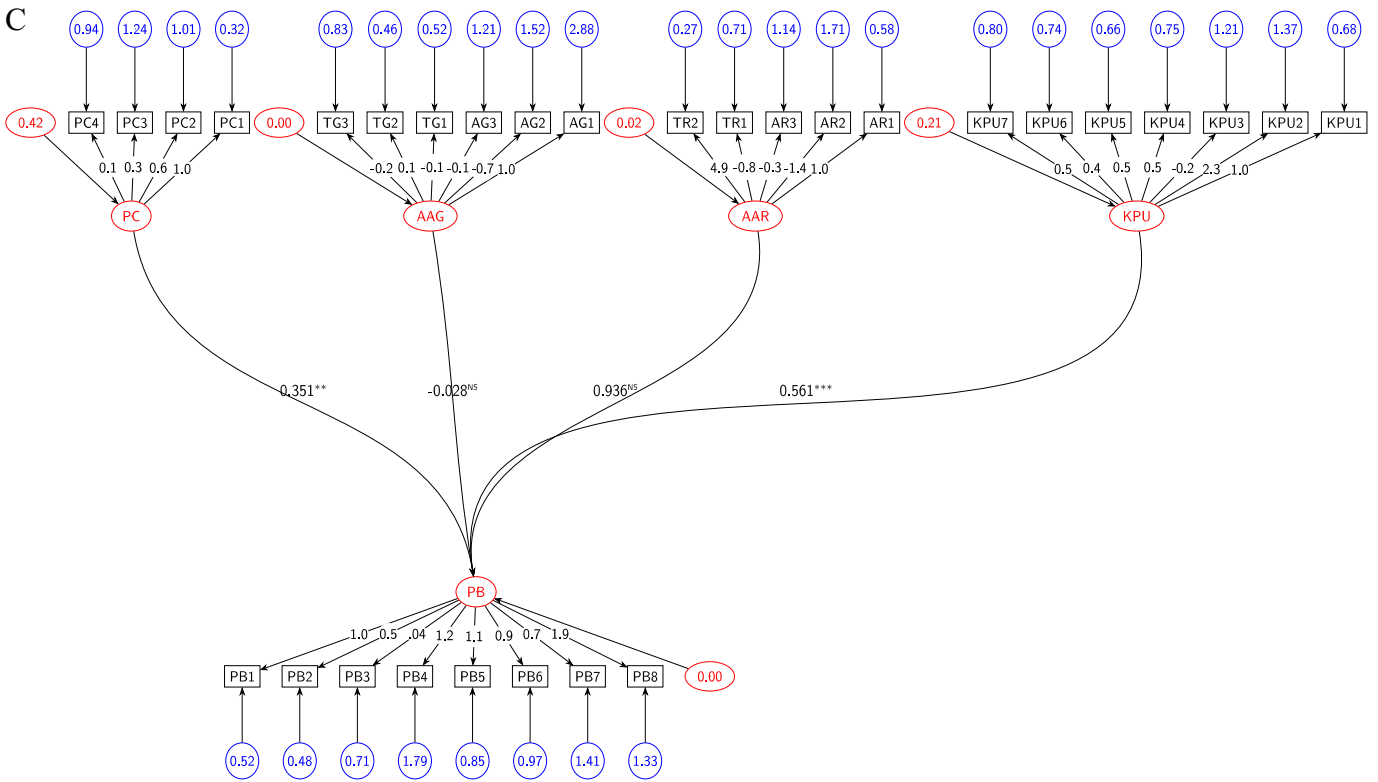 C
0.94 1.24 1.01 0.32 0.83 0.46 0.52 1.21 1.52 2.88 0.27 0.71 1.14 1.71 0.58 0.80 0.74 0.66 0.75 1.21 1.37 0.68
0.42 PC4 PC3 PC2 PC1 0.00 TG3 TG2 TG1 AG3 AG2 AG1 0.02 TR2 TR1 AR3 AR2 AR1 0.21 KPU7 KPU6 KPU5 KPU4 KPU3 KPU2 KPU1
0.1 0.3 0.6 1.0 -0.2 0.1 -0.1 -0.1 -0.7 1.0 4.9 -0.8 -0.3 -1.4 1.0 0.5 0.4 0.5 0.5 -0.2 2.3 1.0
PC AAG AAR KPU
0.351** -0.028NS 0.936NS 0.561***
PB
1.0 0.5 .04 1.2 1.1 0.9 0.7 1.9
PB1 PB2 PB3 PB4 PB5 PB6 PB7 PB8 0.00
0.52 0.48 0.71 1.79 0.85 0.97 1.41 1.33